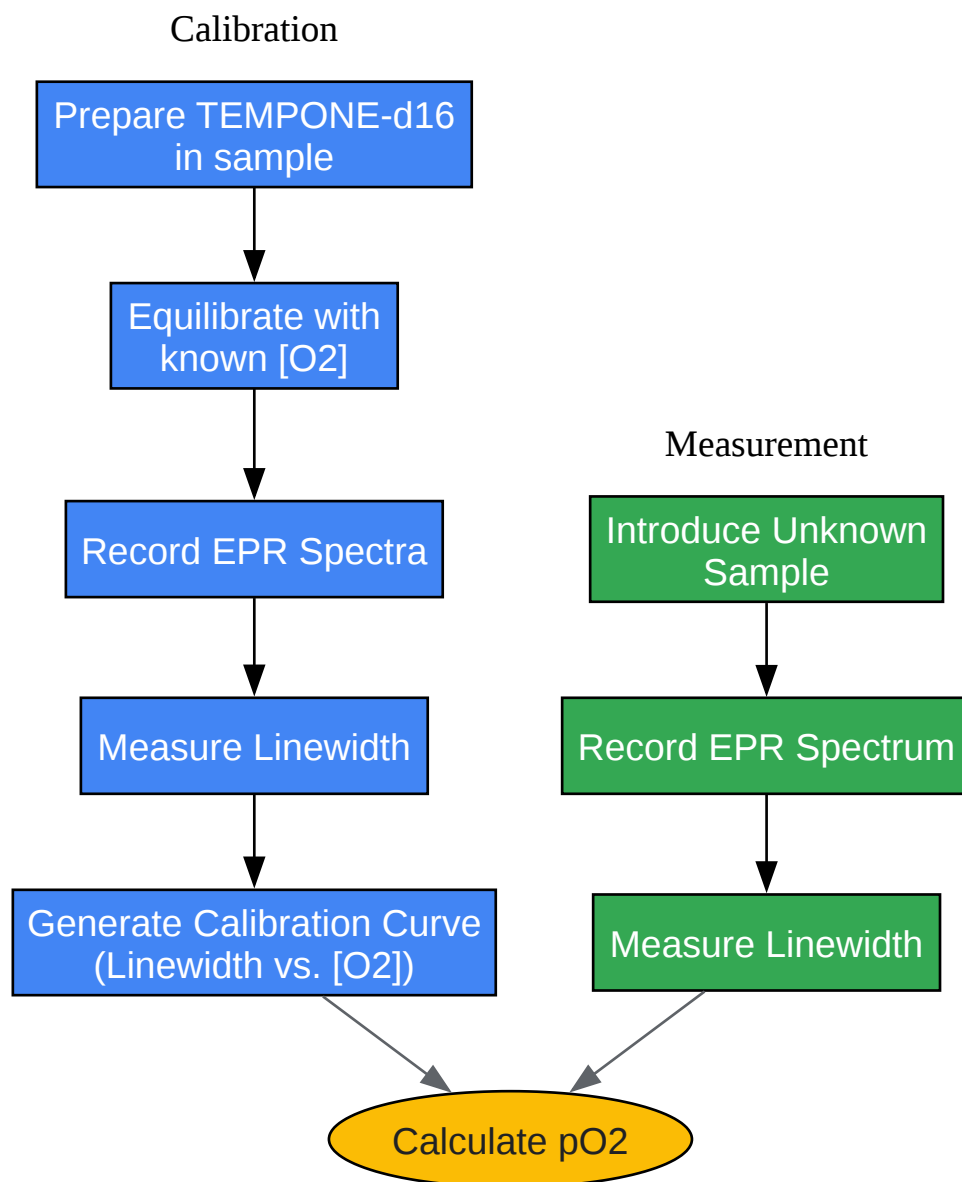 Calibration
Prepare TEMPONE-d16
in sample
Equilibrate with
known [O2]
Record EPR Spectra
Measure Linewidth
Generate Calibration Curve
(Linewidth vs. [O2])
Measurement
Introduce Unknown
Sample
Record EPR Spectrum
Measure Linewidth
Calculate pO2